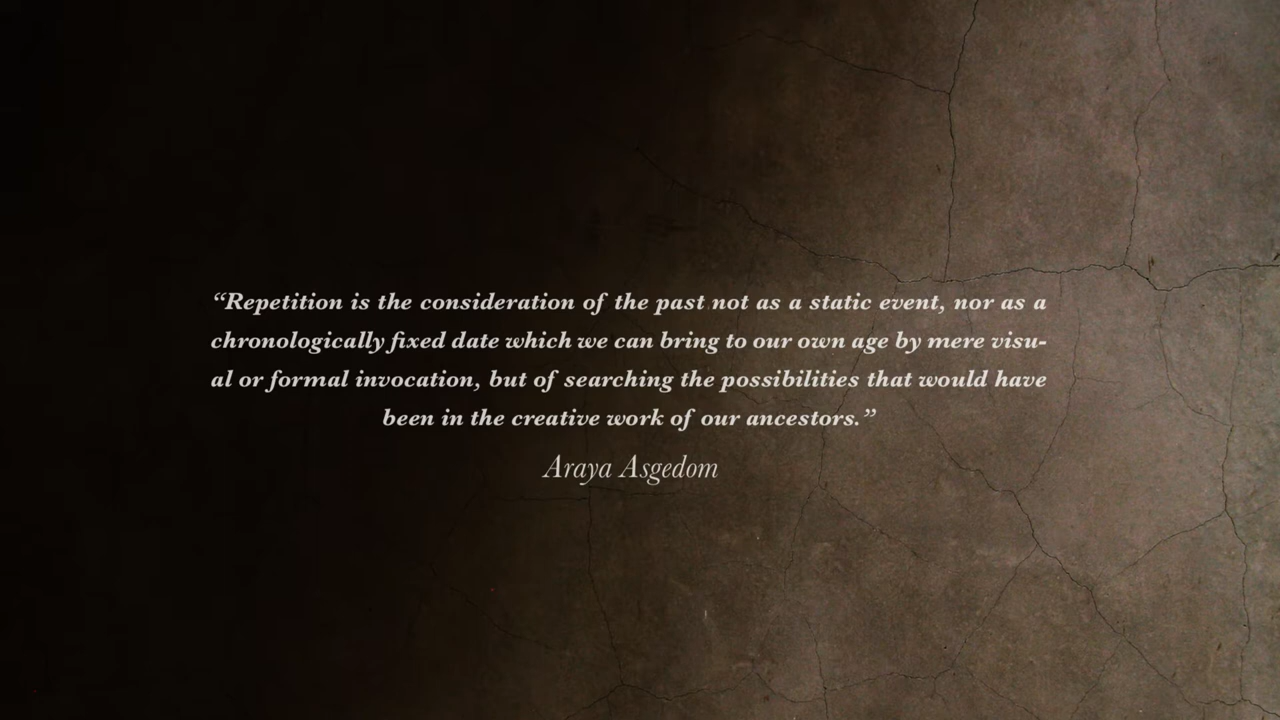 “Repetition is the consideration of the past not as a static event, nor as a
chronologically fixed date which we can bring to our own age by mere visu-
al or formal invocation, but of searching the possibilities that would have
been in the creative work of our ancestors.”
Araya Asgedom